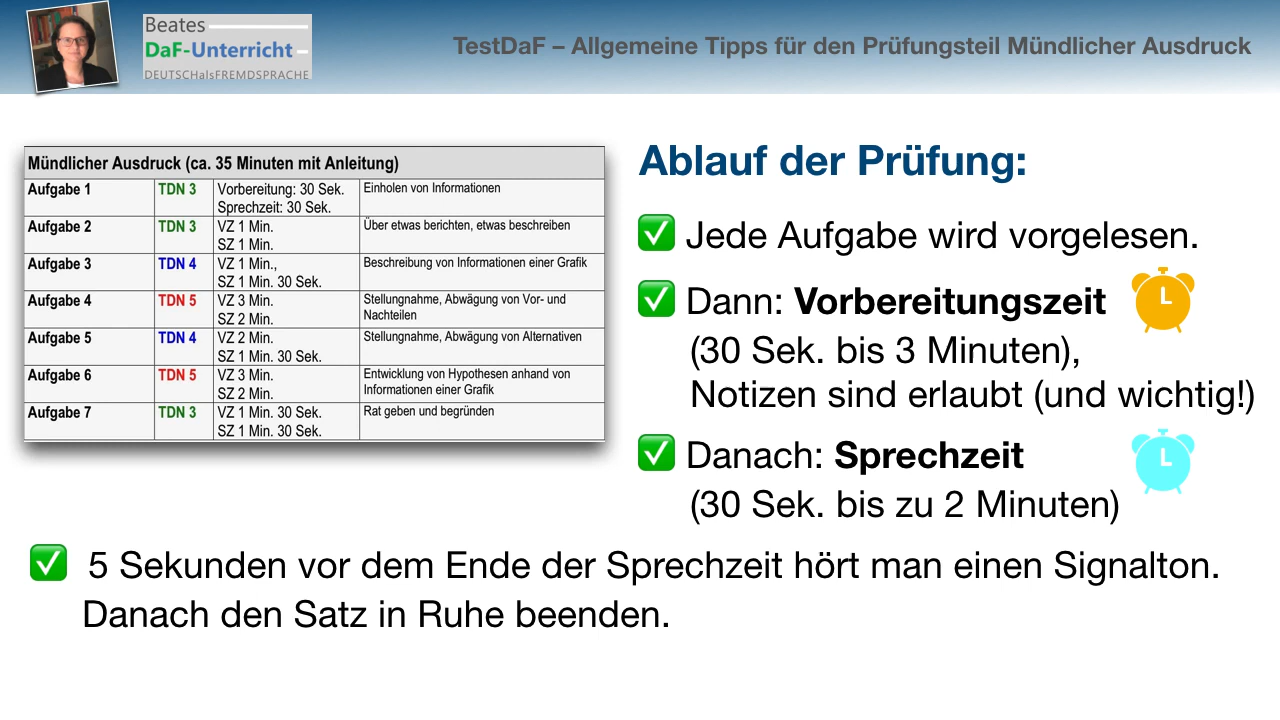 Beates
DaF-Unterricht
DEUTSCHalsFREMDSPRACHE
TestDaF – Allgemeine Tipps für den Prüfungsteil Mündlicher Ausdruck
Mündlicher Ausdruck (ca. 35 Minuten mit Anleitung)
Aufgabe 1 TDN 3 Vorbereitung: 30 Sek. Einholen von Informationen
Sprechzeit: 30 Sek.
Aufgabe 2 TDN 3 VZ 1 Min. Über etwas berichten, etwas beschreiben
SZ 1 Min.
Aufgabe 3 TDN 4 VZ 1 Min., Beschreibung von Informationen einer Grafik
SZ 1 Min. 30 Sek.
Aufgabe 4 TDN 5 VZ 3 Min. Stellungnahme, Abwägung von Vor- und
SZ 2 Min. Nachteilen
Aufgabe 5 TDN 4 VZ 2 Min. Stellungnahme, Abwägung von Alternativen
SZ 1 Min. 30 Sek.
Aufgabe 6 TDN 5 VZ 3 Min. Entwicklung von Hypothesen anhand von
SZ 2 Min. Informationen einer Grafik
Aufgabe 7 TDN 3 VZ 1 Min. 30 Sek. Rat geben und begründen
SZ 1 Min. 30 Sek.
Ablauf der Prüfung:
✅ Jede Aufgabe wird vorgelesen.
✅ Dann: Vorbereitungszeit
(30 Sek. bis 3 Minuten),
Notizen sind erlaubt (und wichtig!)
✅ Danach: Sprechzeit
(30 Sek. bis zu 2 Minuten)
✅ 5 Sekunden vor dem Ende der Sprechzeit hört man einen Signalton.
Danach den Satz in Ruhe beenden.